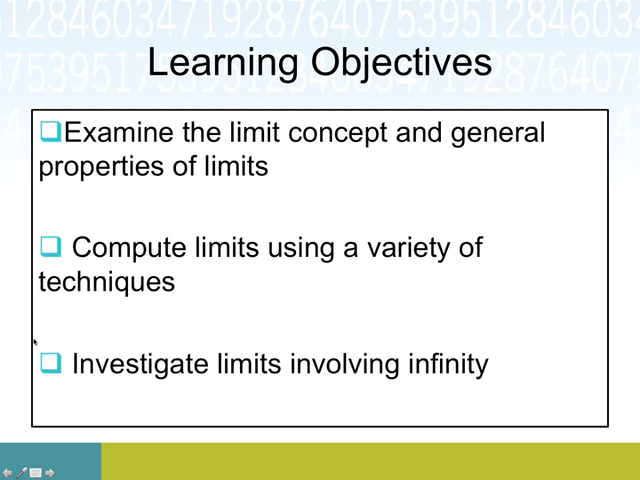 Learning Objectives
Examine the limit concept and general
properties of limits
Compute limits using a variety of
techniques
Investigate limits involving infinity